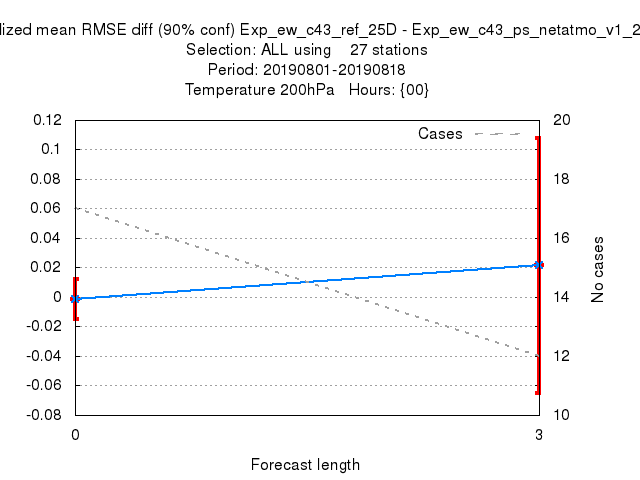 lized mean RMSE diff (90% conf) Exp_ew_c43_ref_25D - Exp_ew_c43_ps_netatmo_v1_2
Selection: ALL using 27 stations
Period: 20190801-20190818
Temperature 200hPa Hours: {00}
0.12
0.1
0.08
0.06
0.04
0.02
0
-0.02
-0.04
-0.06
-0.08
Cases
20
18
16
14
12
10
No cases
0
3
Forecast length